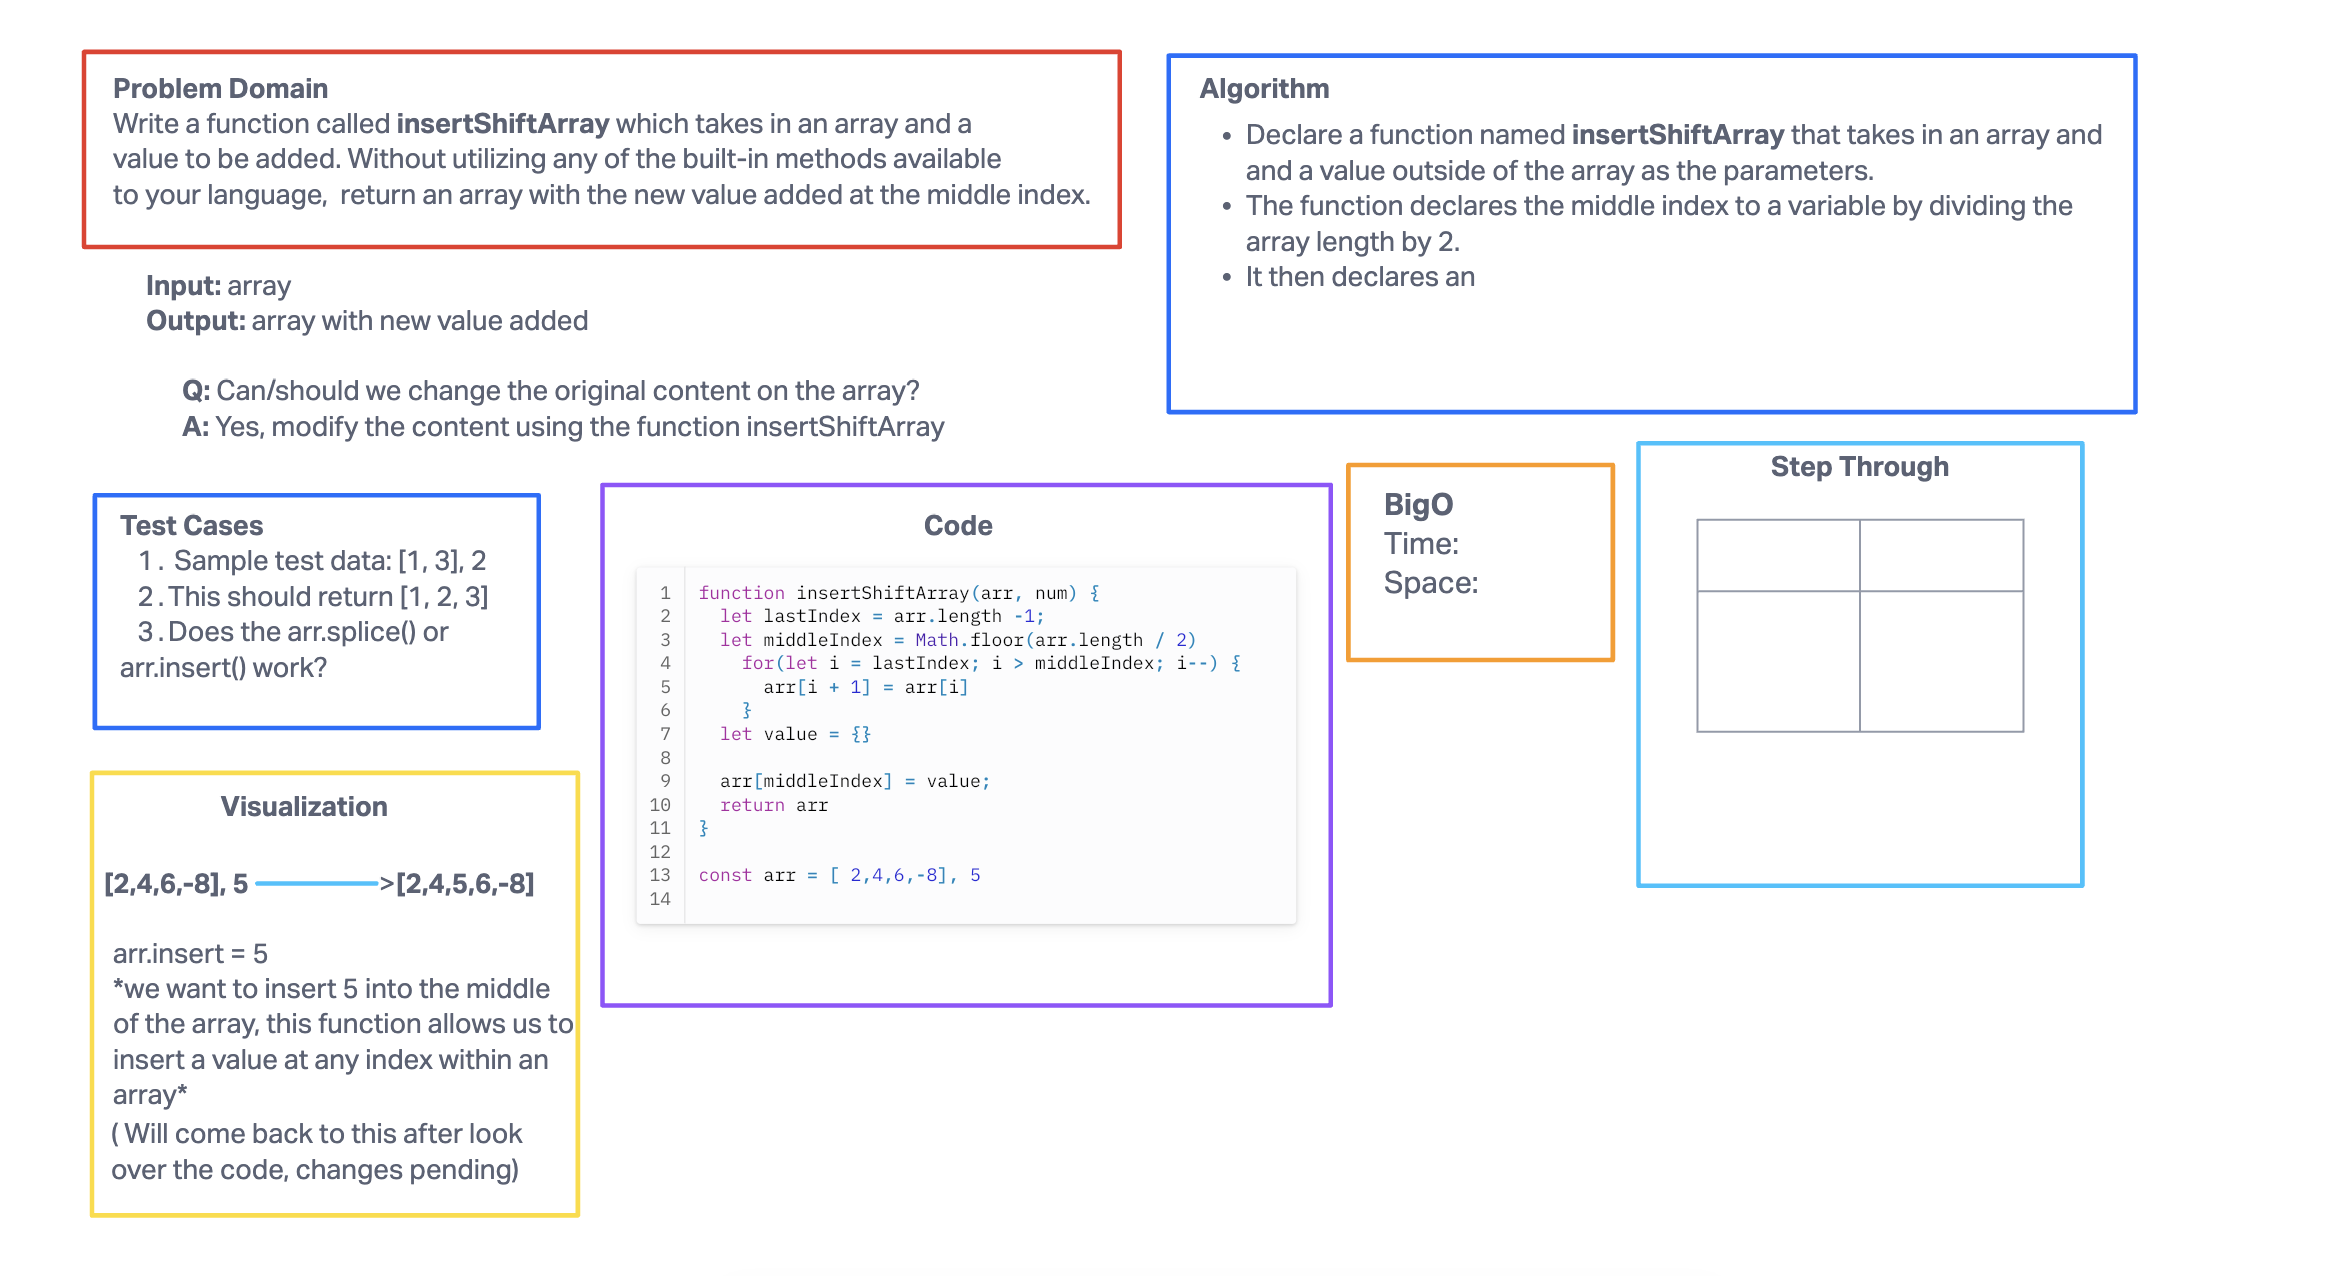 Problem Domain
Write a function called insertShiftArray which takes in an array and a
value to be added. Without utilizing any of the built-in methods available
to your language,  return an array with the new value added at the middle index.
Input: array
Output: array with new value added
Q: Can/should we change the original content on the array?
A: Yes, modify the content using the function insertShiftArray
Algorithm
• Declare a function named insertShiftArray that takes in an array and
and a value outside of the array as the parameters.
• The function declares the middle index to a variable by dividing the
array length by 2.
• It then declares an
Test Cases
1. Sample test data: [1, 3], 2
2. This should return [1, 2, 3]
3. Does the arr.splice() or
arr.insert() work?
Visualization
[2,4,6,-8], 5 >[2,4,5,6,-8]
arr.insert = 5
*we want to insert 5 into the middle
of the array, this function allows us to
insert a value at any index within an
array*
( Will come back to this after look
over the code, changes pending)
Code
1 function insertShiftArray(arr, num) {
2   let lastIndex = arr.length -1;
3   let middleIndex = Math.floor(arr.length / 2)
4     for(let i = lastIndex; i > middleIndex; i--) {
5       arr[i + 1] = arr[i]
6     }
7   let value = {}
8
9   arr[middleIndex] = value;
10   return arr
11 }
12
13 const arr = [ 2,4,6,-8], 5
14
BigO
Time:
Space:
Step Through